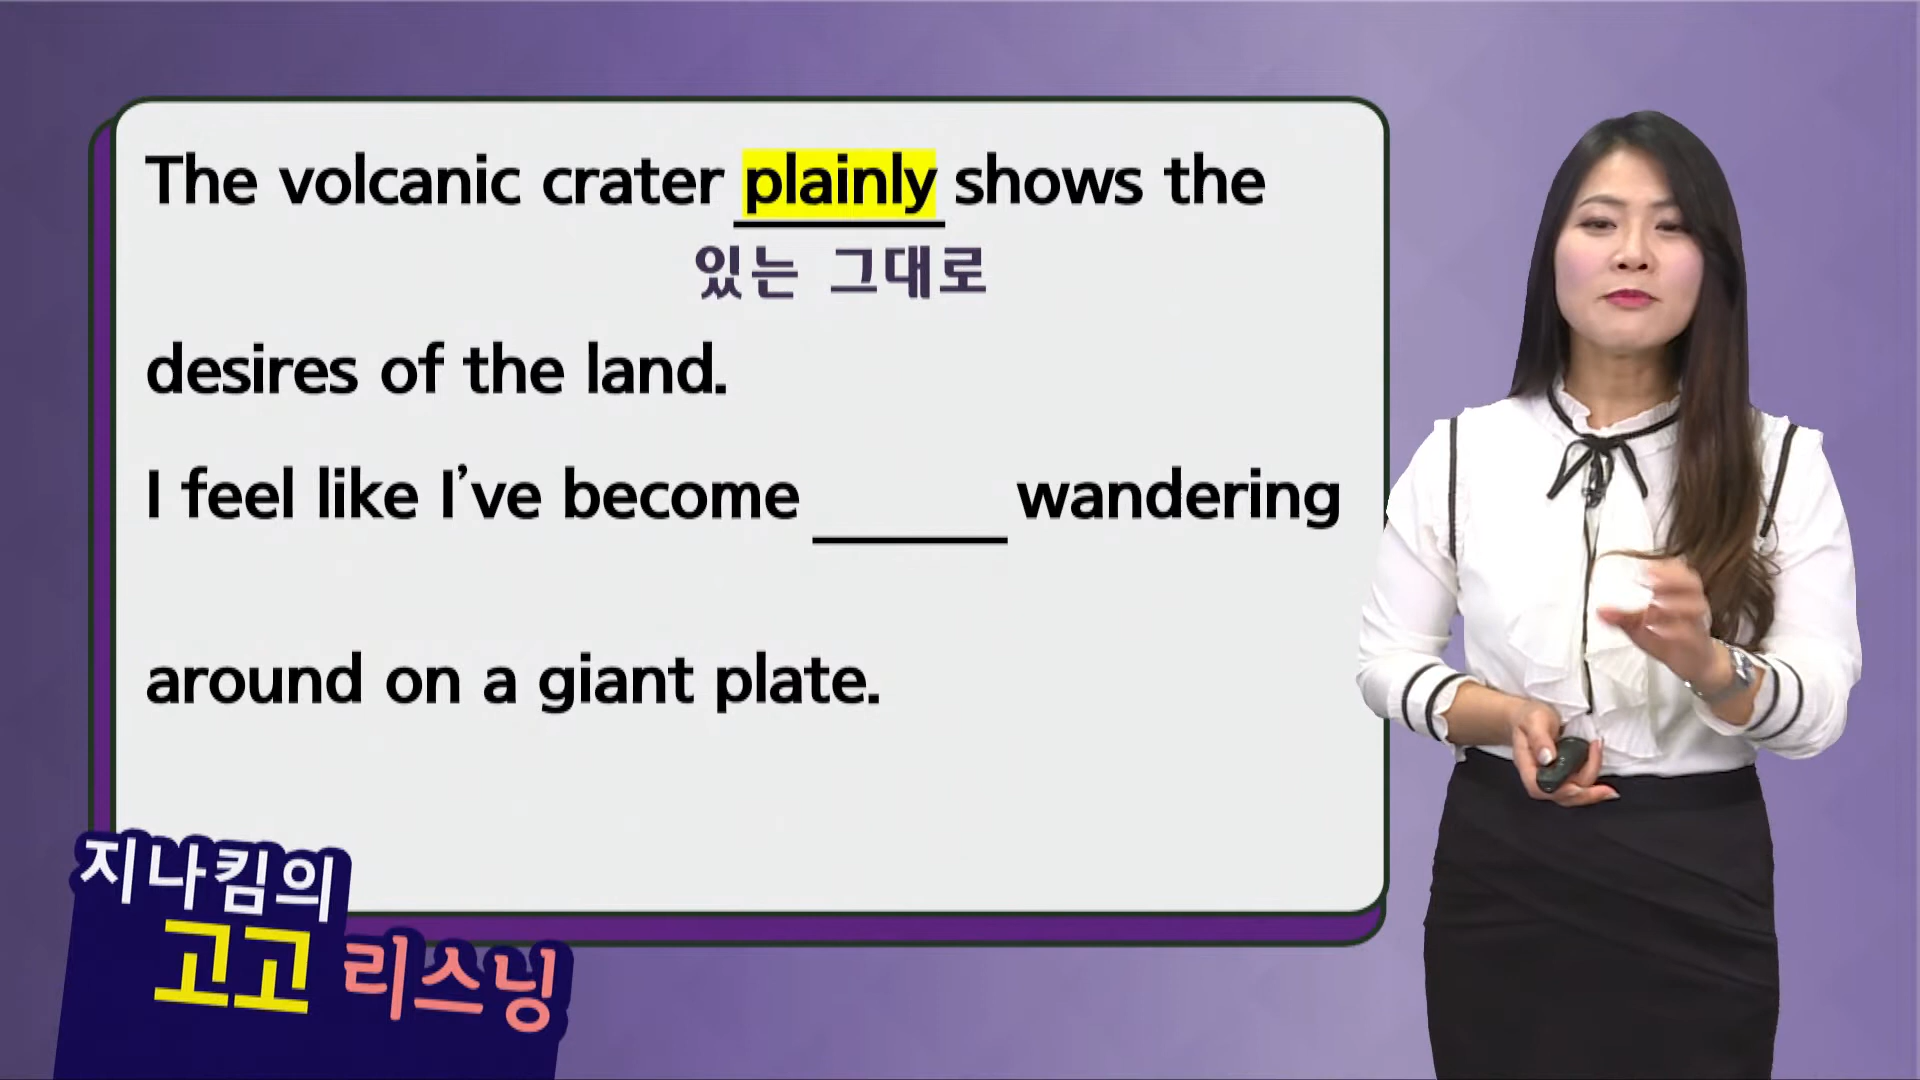 The volcanic crater plainly shows the
있는 그대로
desires of the land.
I feel like I've become ______ wandering
around on a giant plate.
지나킴의
고고 리스닝